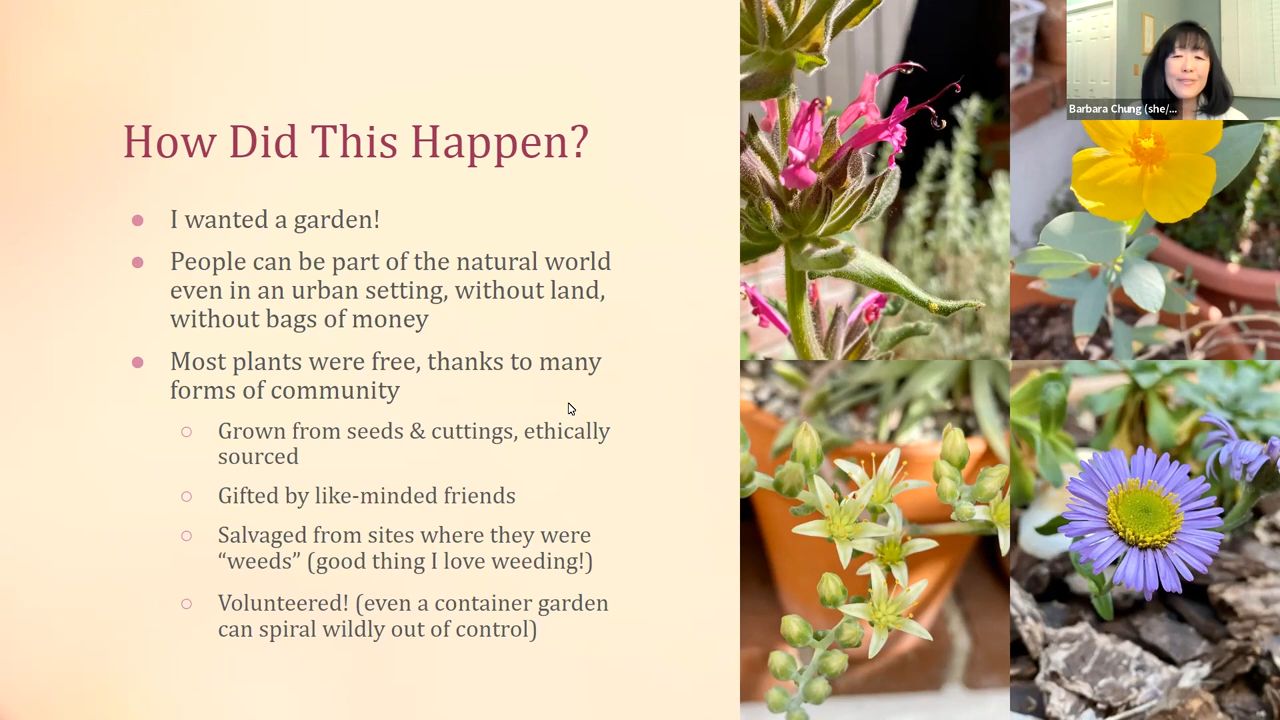 Barbara Chung (she/...
How Did This Happen?
● I wanted a garden!
● People can be part of the natural world
even in an urban setting, without land,
without bags of money
● Most plants were free, thanks to many
forms of community
○ Grown from seeds & cuttings, ethically
sourced
○ Gifted by like-minded friends
○ Salvaged from sites where they were
“weeds” (good thing I love weeding!)
○ Volunteered! (even a container garden
can spiral wildly out of control)